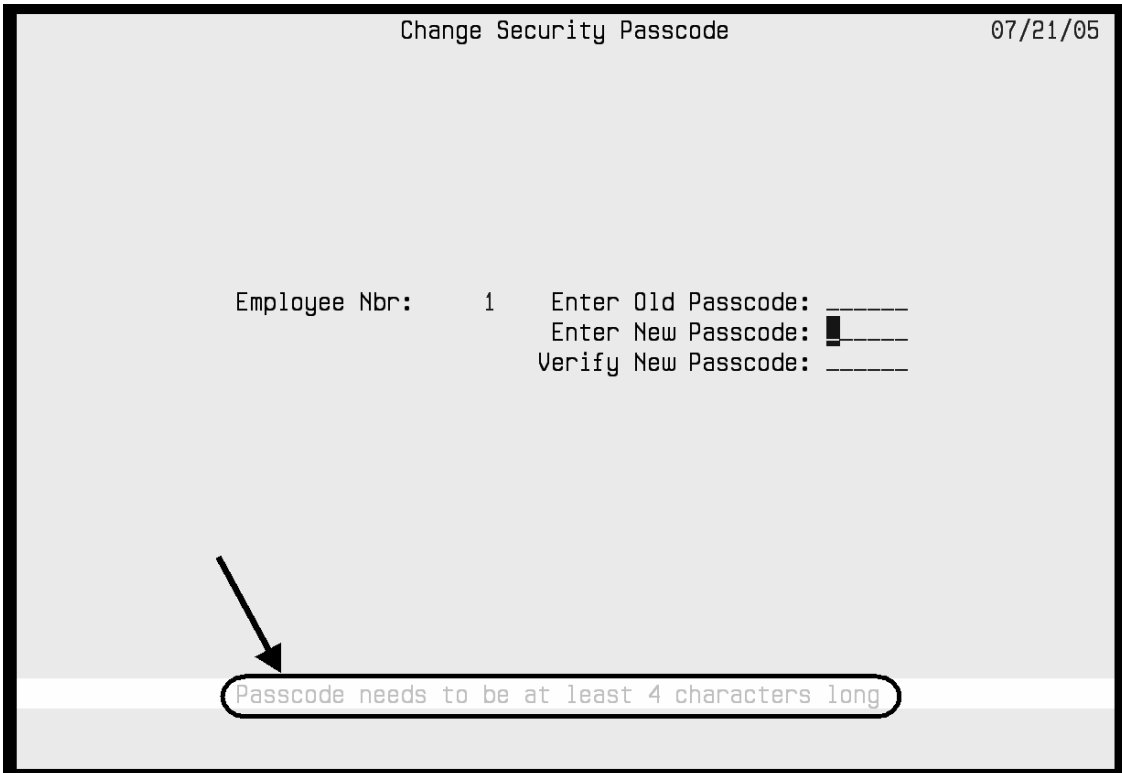 Change Security Passcode 07/21/05
Employee Nbr: 1 Enter Old Passcode: ______
Enter New Passcode: ______
Verify New Passcode: ______
Passcode needs to be at least 4 characters long